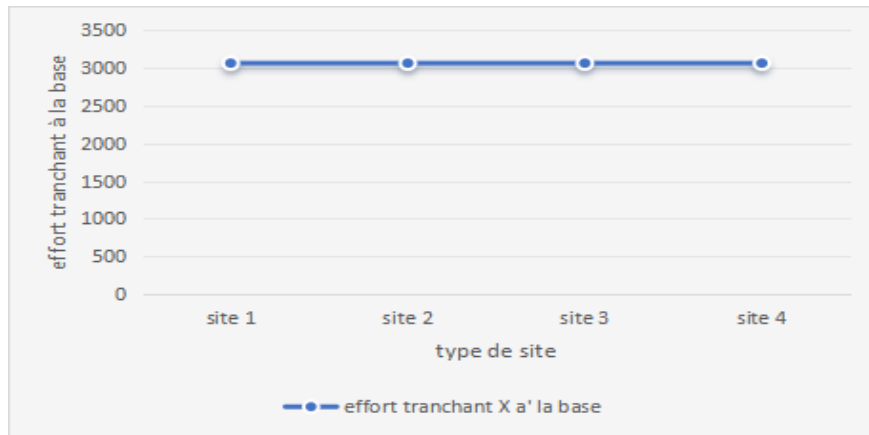 3500
3000
2500
2000
1500
1000
500
0
effort tranchant à la base
site 1 site 2 site 3 site 4
type de site
effort tranchant X a' la base